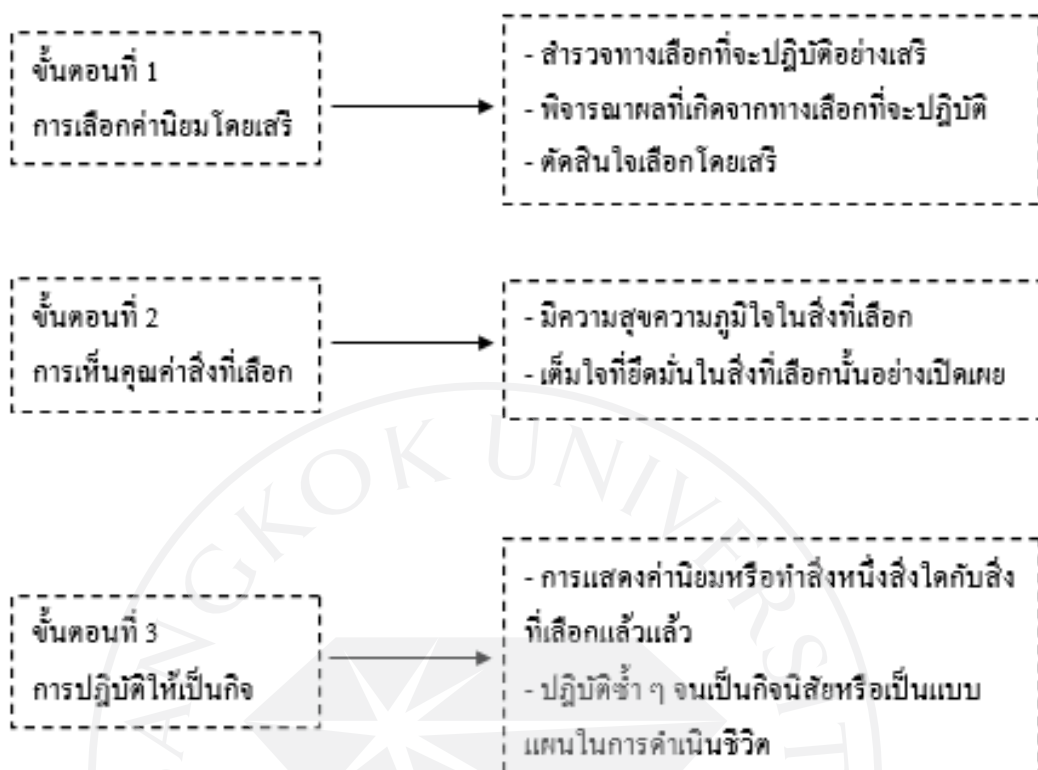 ขั้นตอนที่ 1
การเลือกค่านิยมโดยเสรี
- สำรวจทางเลือกที่จะปฏิบัติอย่างเสรี
- พิจารณาผลที่เกิดจากทางเลือกที่จะปฏิบัติ
- ตัดสินใจเลือกโดยเสรี
ขั้นตอนที่ 2
การเห็นคุณค่าสิ่งที่เลือก
- มีความสุขความภูมิใจในสิ่งที่เลือก
- เต็มใจที่ยึดมั่นในสิ่งที่เลือกนั้นอย่างเปิดเผย
ขั้นตอนที่ 3
การปฏิบัติให้เป็นกิจ
- การแสดงค่านิยมหรือทำสิ่งหนึ่งสิ่งใดกับสิ่ง
ที่เลือกแล้วแล้ว
- ปฏิบัติซ้ำ ๆ จนเป็นกิจนิสัยหรือเป็นแบบ
แผนในการดำเนินชีวิต
ANGKOK UNIVERSIT